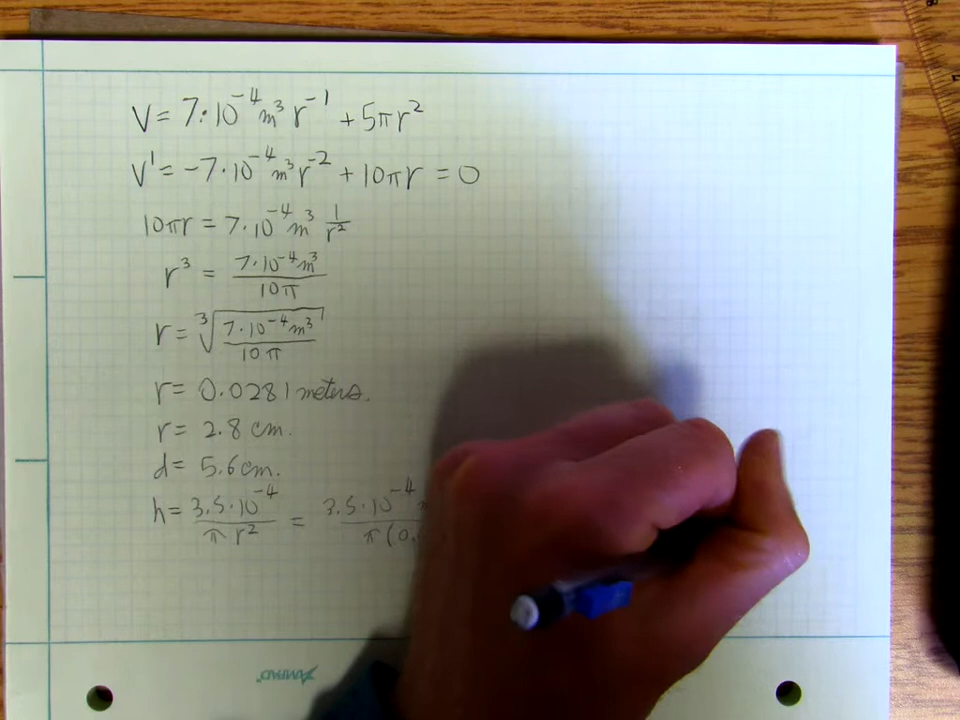 V = 7·10⁻⁴ m³ r⁻¹ + 5πr²
V' = -7·10⁻⁴ m³ r⁻² + 10πr = 0
10πr = 7·10⁻⁴ m³ 1/r²
r³ = 7·10⁻⁴ m³ / 10π
r = ∛(7·10⁻⁴ m³ / 10π)
r = 0.0281 meters.
r = 2.8 cm.
d = 5.6 cm.
h = 3.5·10⁻⁴ / πr² = 3.5·10⁻⁴ / π(0.
AMPAD